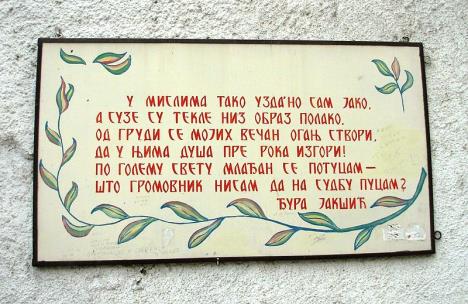 У МИСЛИМА ТАКО УЗДА'НО САМ ЈАКО,
А СУЗЕ СУ ТЕКЛЕ НИЗ ОБРАЗ ПОЛАКО.
ОД ГРУДИ СЕ МОЈИХ ВЕЧАН ОГАЊ СТВОРИ,
ДА У ЊИМА ДУША ПРЕ РОКА ИЗГОРИ!
ПО ГОЛЕМУ СВЕТУ МЛАЂАН СЕ ПОТУЦАМ —
ШТО ГРОМОВНИК НИСАМ ДА НА СУДБУ ПУЦАМ?
ЂУРА ЈАКШИЋ